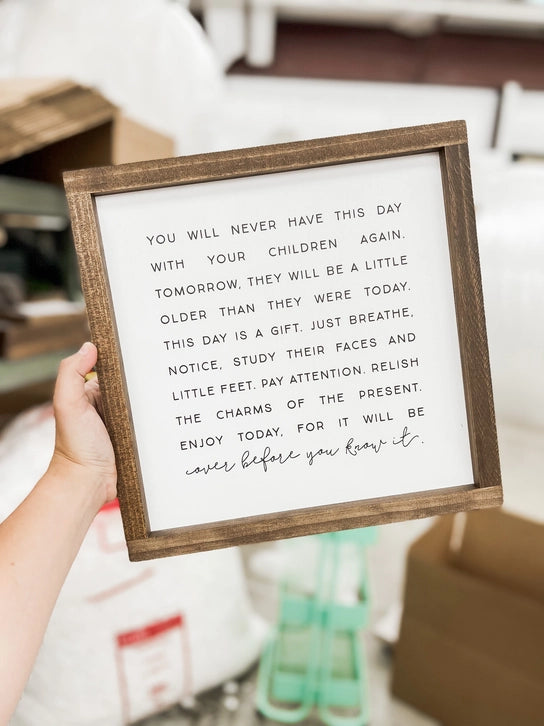 YOU WILL NEVER HAVE THIS DAY
WITH YOUR CHILDREN AGAIN.
TOMORROW, THEY WILL BE A LITTLE
OLDER THAN THEY WERE TODAY.
THIS DAY IS A GIFT. JUST BREATHE,
NOTICE, STUDY THEIR FACES AND
LITTLE FEET. PAY ATTENTION. RELISH
THE CHARMS OF THE PRESENT.
ENJOY TODAY, FOR IT WILL BE
over before you know it.